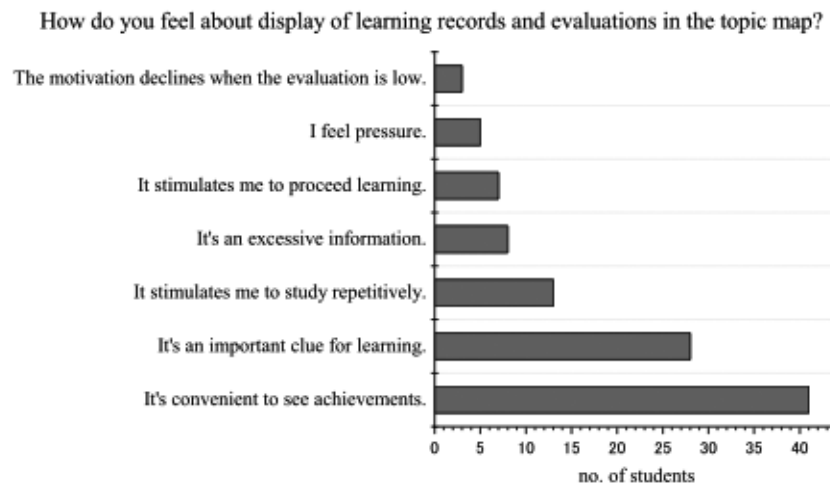 How do you feel about display of learning records and evaluations in the topic map?
The motivation declines when the evaluation is low.
I feel pressure.
It stimulates me to proceed learning.
It's an excessive information.
It stimulates me to study repetitively.
It's an important clue for learning.
It's convenient to see achievements.
0 5 10 15 20 25 30 35 40
no. of students